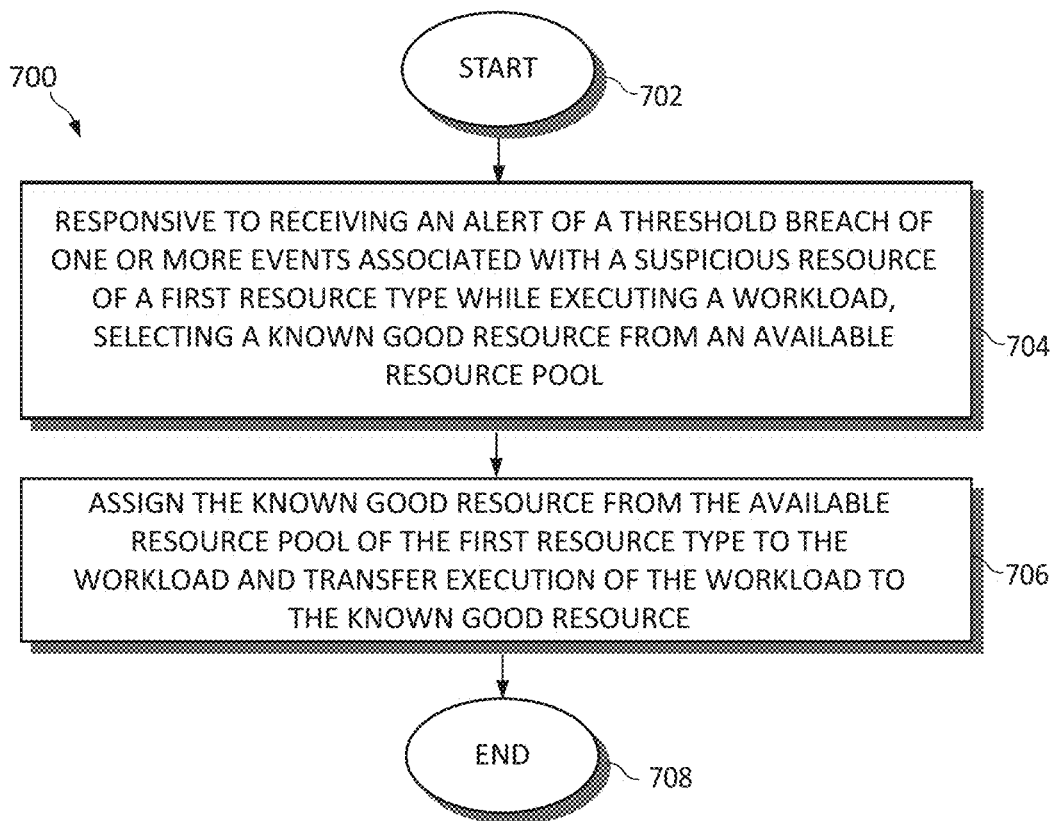 700
START
702
RESPONSIVE TO RECEIVING AN ALERT OF A THRESHOLD BREACH OF
ONE OR MORE EVENTS ASSOCIATED WITH A SUSPICIOUS RESOURCE
OF A FIRST RESOURCE TYPE WHILE EXECUTING A WORKLOAD,
SELECTING A KNOWN GOOD RESOURCE FROM AN AVAILABLE
RESOURCE POOL
704
ASSIGN THE KNOWN GOOD RESOURCE FROM THE AVAILABLE
RESOURCE POOL OF THE FIRST RESOURCE TYPE TO THE
WORKLOAD AND TRANSFER EXECUTION OF THE WORKLOAD TO
THE KNOWN GOOD RESOURCE
706
END
708